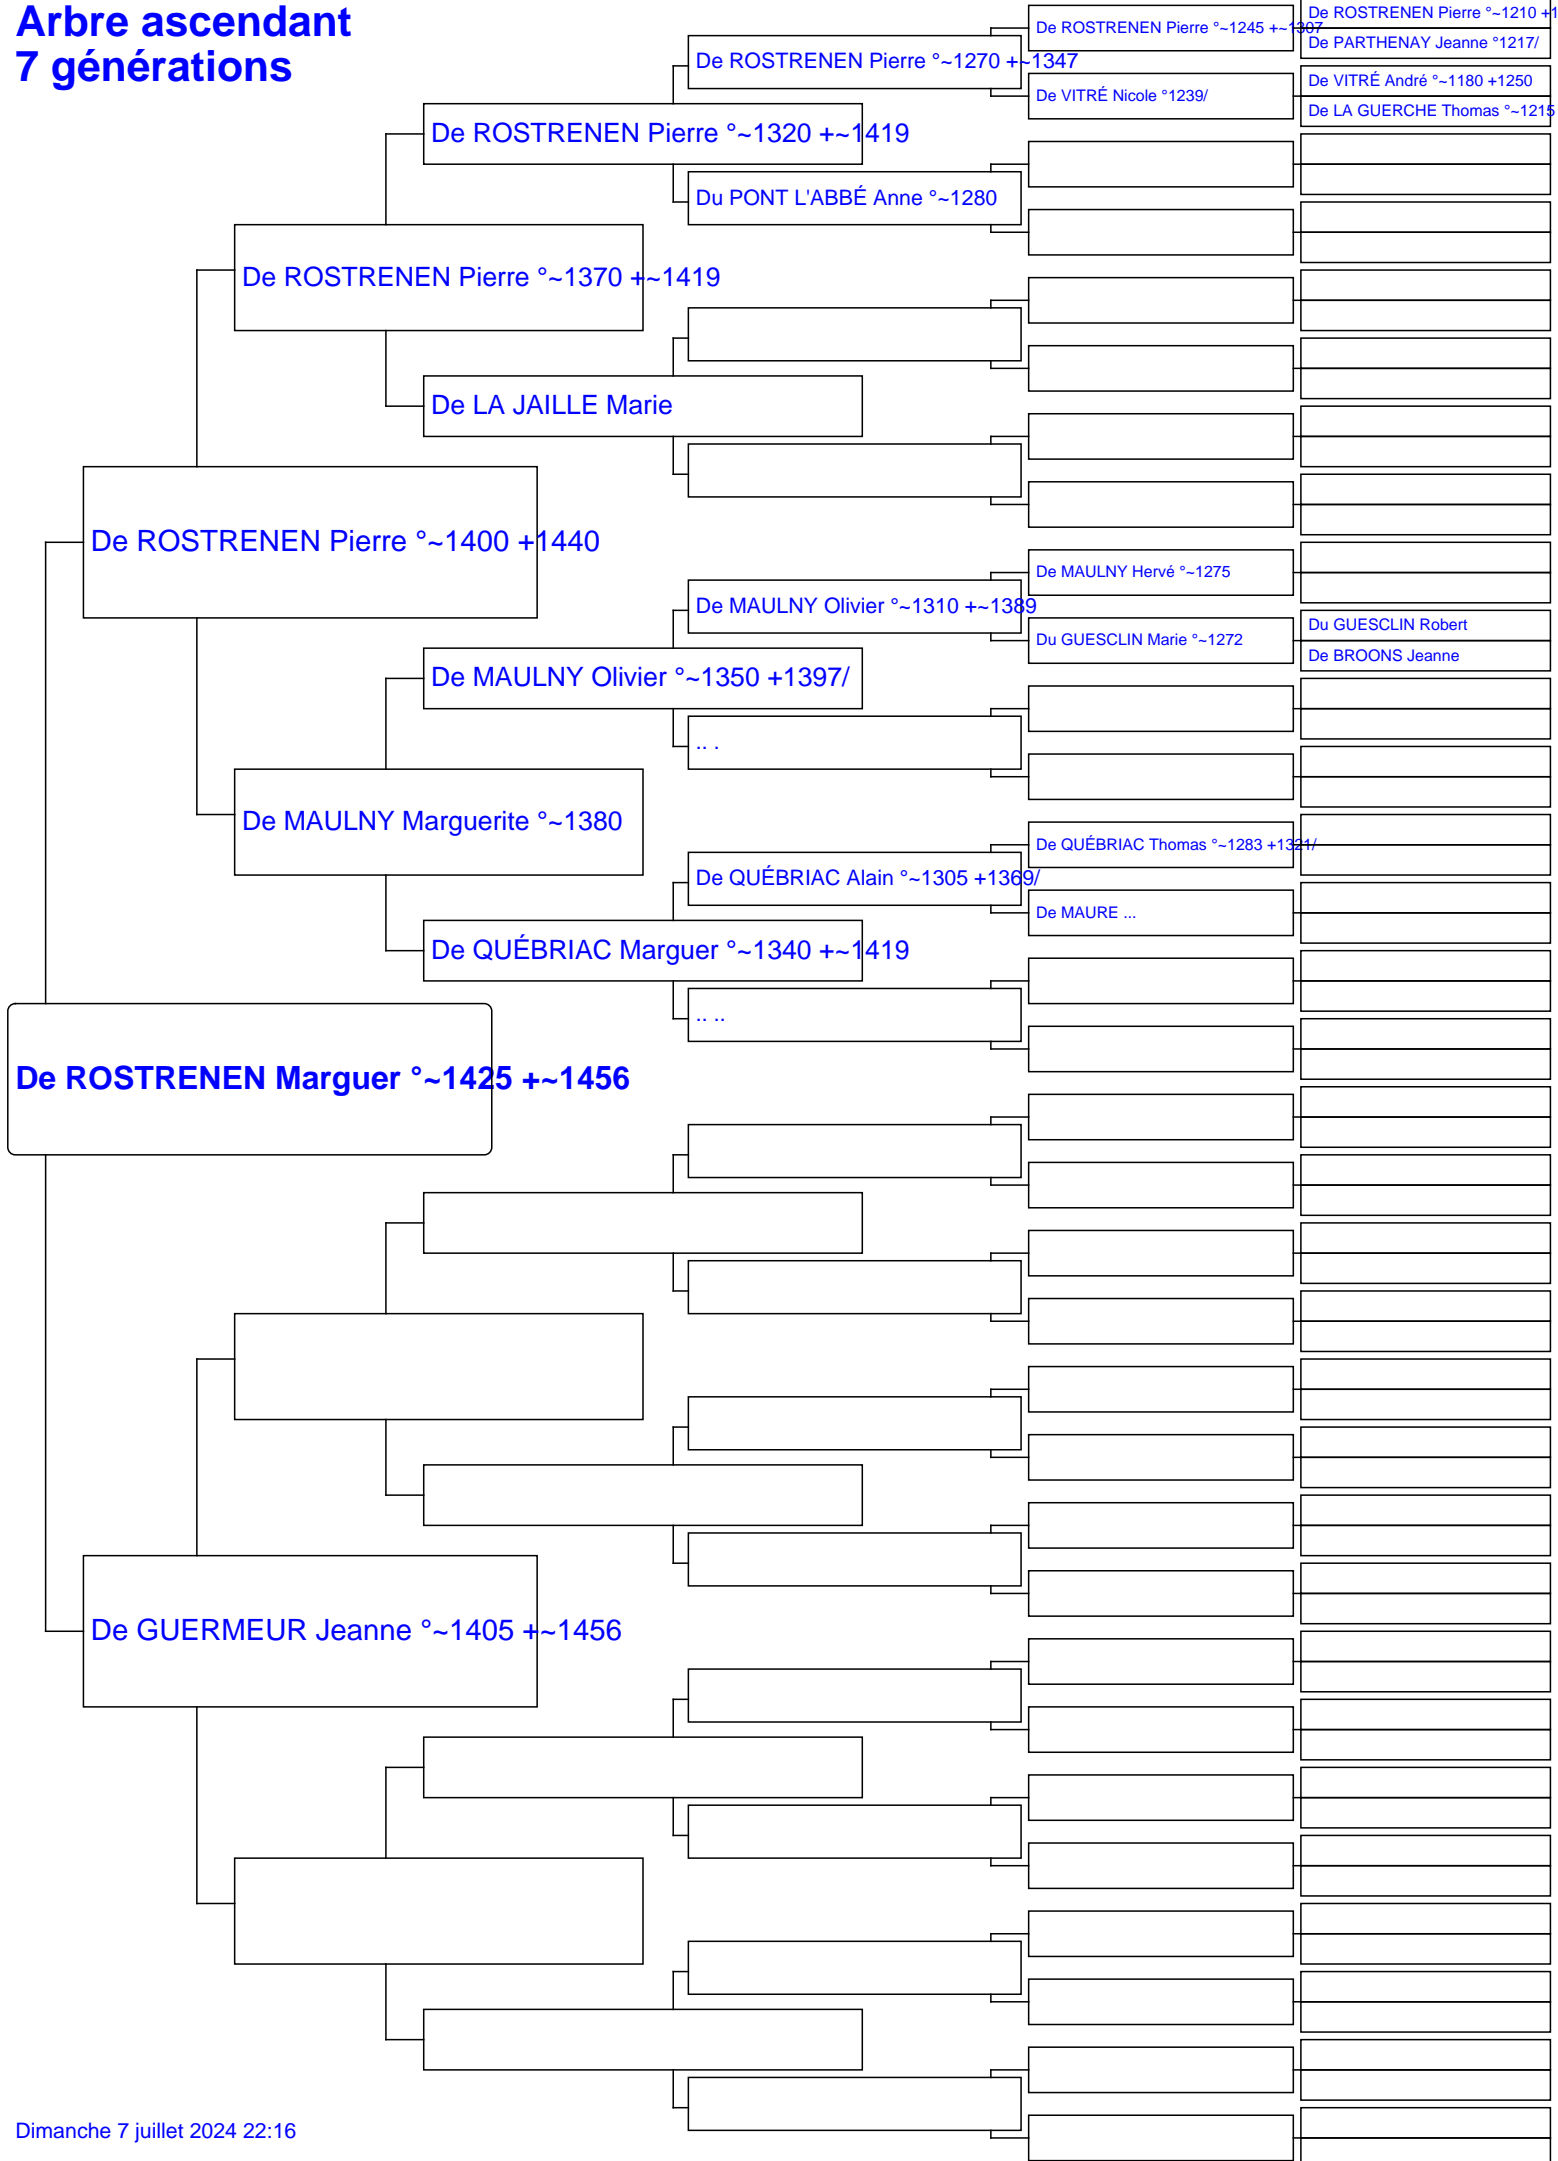 Arbre ascendant
7 générations
De ROSTRENEN Pierre °~1210 +1
De ROSTRENEN Pierre °~1245 +~1307
De PARTHENAY Jeanne °1217/
De ROSTRENEN Pierre °~1270 +~1347
De VITRÉ André °~1180 +1250
De VITRÉ Nicole °1239/
De LA GUERCHE Thomas °~1215
De ROSTRENEN Pierre °~1320 +~1419
Du PONT L'ABBÉ Anne °~1280
De ROSTRENEN Pierre °~1370 +~1419
De LA JAILLE Marie
De ROSTRENEN Pierre °~1400 +1440
De MAULNY Hervé °~1275
De MAULNY Olivier °~1310 +~1389
Du GUESCLIN Robert
Du GUESCLIN Marie °~1272
De BROONS Jeanne
De MAULNY Olivier °~1350 +1397/
.. .
De MAULNY Marguerite °~1380
De QUÉBRIAC Thomas °~1283 +1321/
De QUÉBRIAC Alain °~1305 +1369/
De MAURE ...
De QUÉBRIAC Marguer °~1340 +~1419
.. ..
De ROSTRENEN Marguer °~1425 +~1456
De GUERMEUR Jeanne °~1405 +~1456
Dimanche 7 juillet 2024 22:16